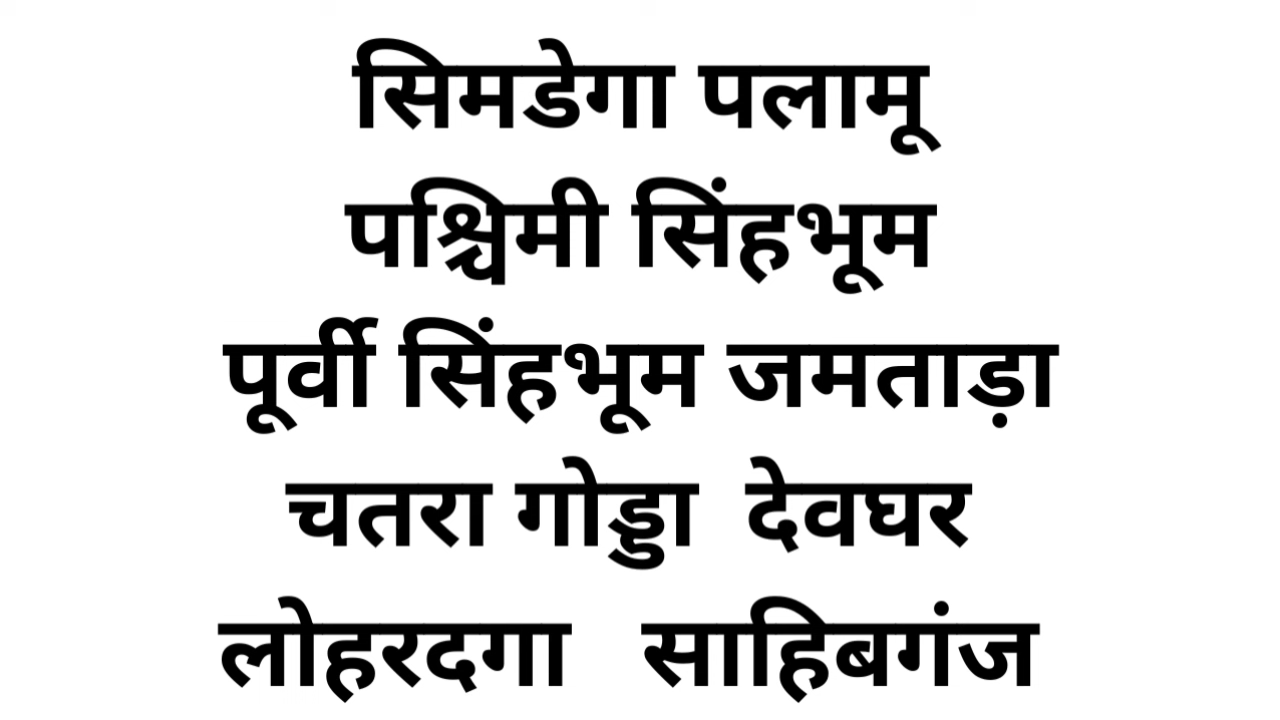 सिमडेगा पलामू
पश्चिमी सिंहभूम
पूर्वी सिंहभूम जमताड़ा
चतरा गोड्डा देवघर
लोहरदगा साहिबगंज